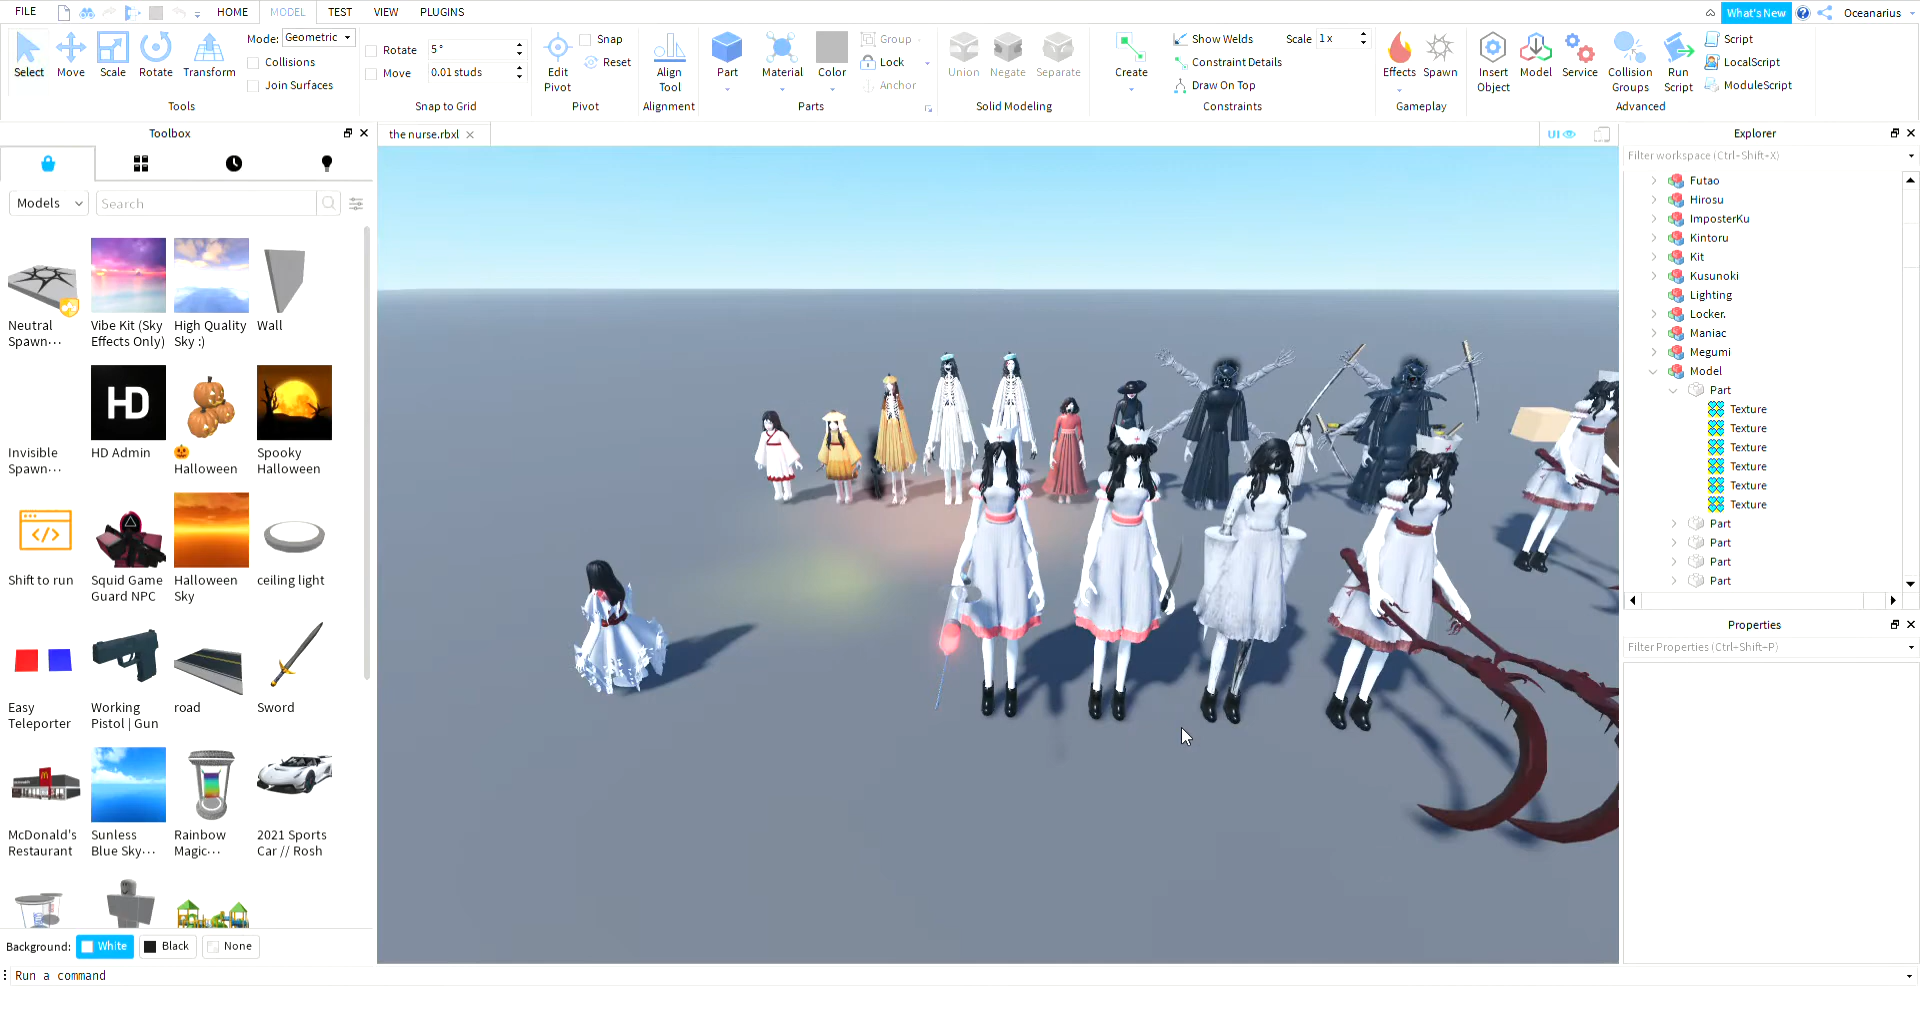 FILE HOME MODEL TEST VIEW PLUGINS What's New Oceanarius
Select Move Scale Rotate Transform
Mode: Geometric
Collisions
Join Surfaces
Tools
Rotate 5 °
Move 0.01 studs
Snap to Grid
Edit Pivot
Snap
Reset
Pivot
Align Tool
Alignment
Part Material Color
Group
Lock
Anchor
Parts
Union Negate Separate
Solid Modeling
Create
Show Welds
Constraint Details
Draw On Top
Scale 1 x
Constraints
Effects Spawn
Gameplay
Insert Object
Model
Service
Collision Groups
Run Script
Script
LocalScript
ModuleScript
Advanced
Toolbox
Models Search
Neutral Spawn...
Vibe Kit (Sky Effects Only)
High Quality Sky :)
Wall
Invisible Spawn...
HD
HD Admin
Halloween
Spooky Halloween
Shift to run
Squid Game Guard NPC
Halloween Sky
ceiling light
Easy Teleporter
Working Pistol | Gun
road
Sword
McDonald's Restaurant
Sunless Blue Sky...
Rainbow Magic...
2021 Sports Car // Rosh
Background: White Black None
Run a command
the nurse.rbxl
UI
Explorer
Filter workspace (Ctrl-Shift-X)
Futao
Hirosu
ImposterKu
Kintoru
Kit
Kusunoki
Lighting
Locker.
Maniac
Megumi
Model
Part
Texture
Texture
Texture
Texture
Texture
Texture
Part
Part
Part
Part
Properties
Filter Properties (Ctrl-Shift-P)